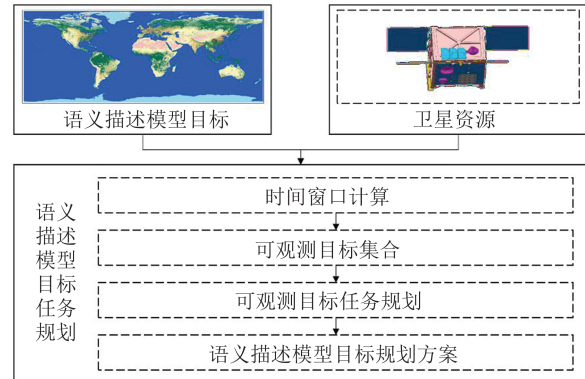 语义描述模型目标
卫星资源
语义
描述
模型
目标
任务
规划
时间窗口计算
可观测目标集合
可观测目标任务规划
语义描述模型目标规划方案